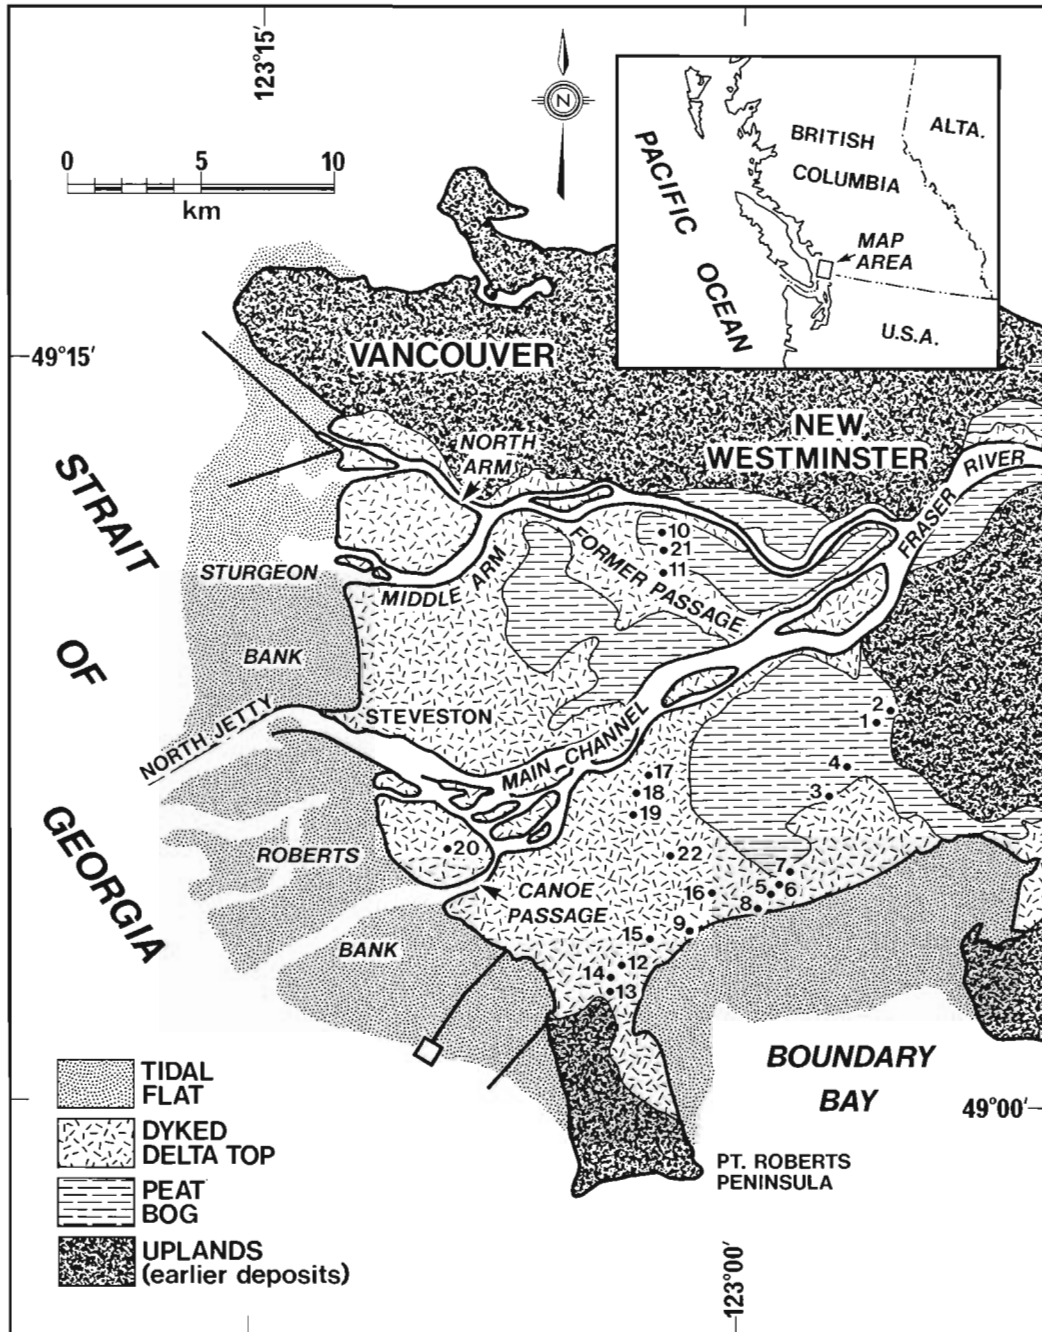 123°15'
0 5 10
km
N
BRITISH
COLUMBIA
ALTA.
PACIFIC
OCEAN
MAP
AREA
U.S.A.
49°15'
VANCOUVER
NEW
WESTMINSTER
NORTH
ARM
FRASER RIVER
STRAIT
OF
GEORGIA
STURGEON
BANK
MIDDLE ARM
FORMER PASSAGE
10
21
11
NORTH JETTY
STEVESTON
MAIN CHANNEL
2
1
4
3
17
18
19
20
22
ROBERTS
BANK
CANOE
PASSAGE
7
5
6
8
16
9
15
12
14
13
BOUNDARY
BAY
49°00'
PT. ROBERTS
PENINSULA
123°00'
TIDAL
FLAT
DYKED
DELTA TOP
PEAT
BOG
UPLANDS
(earlier deposits)